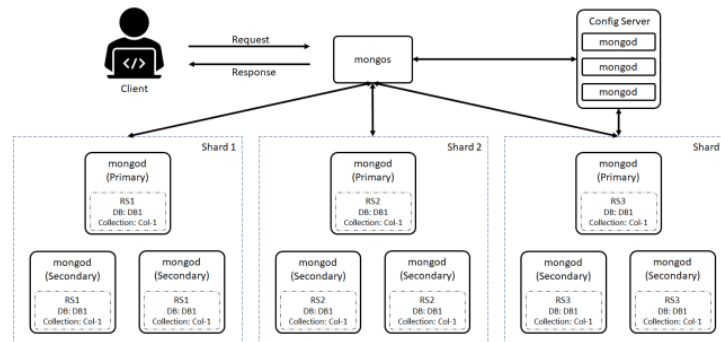 Config Server
mongod
mongod
mongod
Request
Response
</>
Client
mongos
Shard 1
mongod
(Primary)
RS1
DB: DB1
Collection: Col-1
mongod
(Secondary)
RS1
DB: DB1
Collection: Col-1
mongod
(Secondary)
RS1
DB: DB1
Collection: Col-1
Shard 2
mongod
(Primary)
RS2
DB: DB1
Collection: Col-1
mongod
(Secondary)
RS2
DB: DB1
Collection: Col-1
mongod
(Secondary)
RS2
DB: DB1
Collection: Col-1
Shard
mongod
(Primary)
RS3
DB: DB1
Collection: Col-1
mongod
(Secondary)
RS3
DB: DB1
Collection: Col-1
mongod
(Secondary)
RS3
DB: DB1
Collection: Col-1